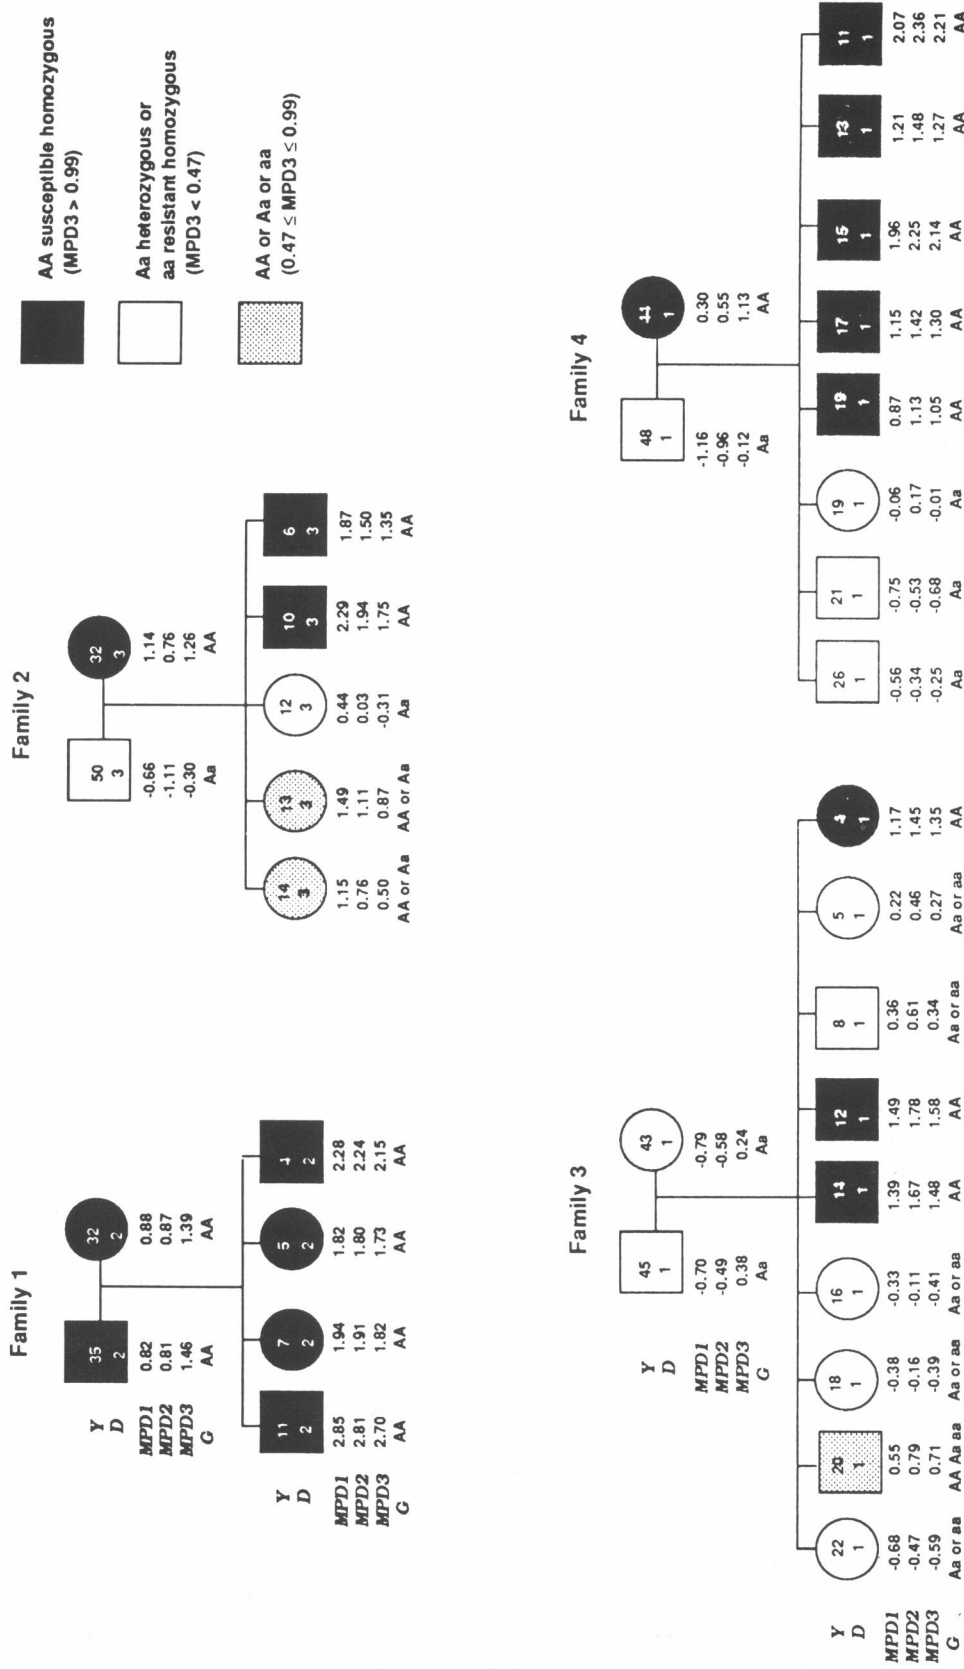 AA susceptible homozygous
(MPD3 > 0.99)
Aa heterozygous or
aa resistant homozygous
(MPD3 < 0.47)
AA or Aa or aa
(0.47 ≤ MPD3 ≤ 0.99)
Family 1
Y 35 32
D 2 2
MPD1 0.82 0.88
MPD2 0.81 0.87
MPD3 1.46 1.39
G AA AA
Y 11 7 5
D 2 2 2 2
MPD1 2.85 1.94 1.82 2.28
MPD2 2.81 1.91 1.80 2.24
MPD3 2.70 1.82 1.73 2.15
G AA AA AA AA
Family 2
50 32
3 3
-0.66 1.14
-1.11 0.76
-0.30 1.26
Aa AA
14 13 12 10 6
3 3 3 3 3
1.15 1.49 0.44 2.29 1.87
0.76 1.11 0.03 1.94 1.50
0.50 0.87 -0.31 1.75 1.35
AA or Aa AA or Aa Aa AA AA
Family 3
Y 45 43
D 1 1
MPD1 -0.70 -0.79
MPD2 -0.49 -0.58
MPD3 0.38 0.24
G Aa Aa
Y 22 20 18 16 12 8 5
D 1 1 1 1 1 1 1 1 1
MPD1 -0.68 0.55 -0.38 -0.33 1.39 1.49 0.36 0.22 1.17
MPD2 -0.47 0.79 -0.16 -0.11 1.67 1.78 0.61 0.46 1.45
MPD3 -0.59 0.71 -0.39 -0.41 1.48 1.58 0.34 0.27 1.35
G Aa or aa AA Aa aa Aa or aa Aa or aa AA AA Aa or aa Aa or aa AA
Family 4
48
1 1
-1.16 0.30
-0.96 0.55
-0.12 1.13
Aa AA
26 21 19 19 17 15 13 11
1 1 1 1 1 1 1 1
-0.56 -0.75 -0.06 0.87 1.15 1.96 1.21 2.07
-0.34 -0.53 0.17 1.13 1.42 2.25 1.48 2.36
-0.25 -0.68 -0.01 1.05 1.30 2.14 1.27 2.21
Aa Aa Aa AA AA AA AA AA